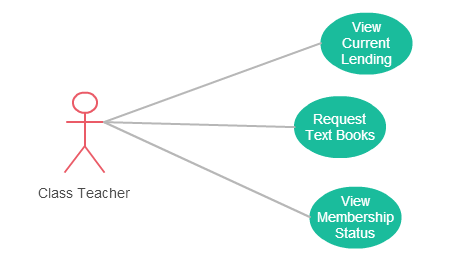 View
Current
Lending
Request
Text Books
Class Teacher
View
Membership
Status